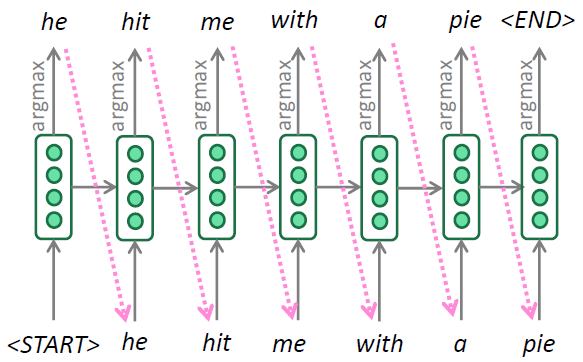 he hit me with a pie <END>
argmax argmax argmax argmax argmax argmax argmax
<START> he hit me with a pie